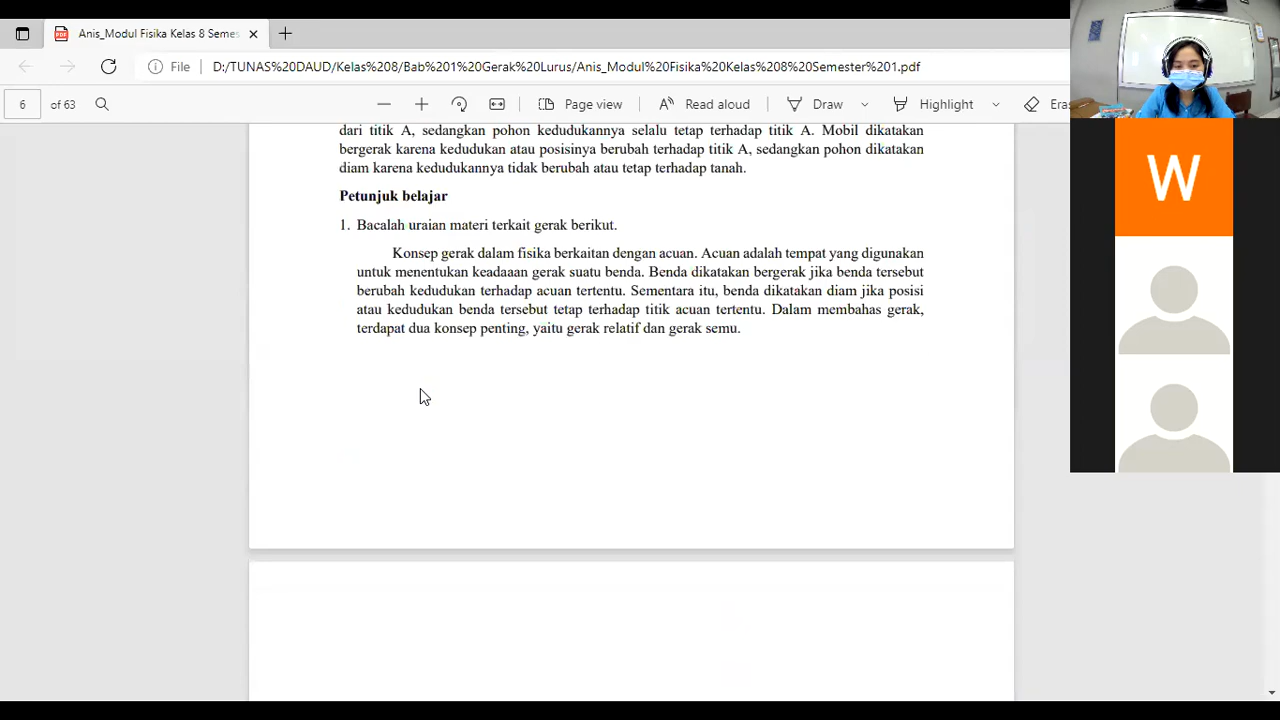 Anis_Modul Fisika Kelas 8 Semes
File
D:/TUNAS%20DAUD/Kelas%208/Bab%201%20Gerak%20Lurus/Anis_Modul%20Fisika%20Kelas%208%20Semester%201.pdf
6 of 63
Page view
Read aloud
Draw
Highlight
Eras
dari titik A, sedangkan pohon kedudukannya selalu tetap terhadap titik A. Mobil dikatakan
bergerak karena kedudukan atau posisinya berubah terhadap titik A, sedangkan pohon dikatakan
diam karena kedudukannya tidak berubah atau tetap terhadap tanah.
Petunjuk belajar
1. Bacalah uraian materi terkait gerak berikut.
Konsep gerak dalam fisika berkaitan dengan acuan. Acuan adalah tempat yang digunakan
untuk menentukan keadaaan gerak suatu benda. Benda dikatakan bergerak jika benda tersebut
berubah kedudukan terhadap acuan tertentu. Sementara itu, benda dikatakan diam jika posisi
atau kedudukan benda tersebut tetap terhadap titik acuan tertentu. Dalam membahas gerak,
terdapat dua konsep penting, yaitu gerak relatif dan gerak semu.
W